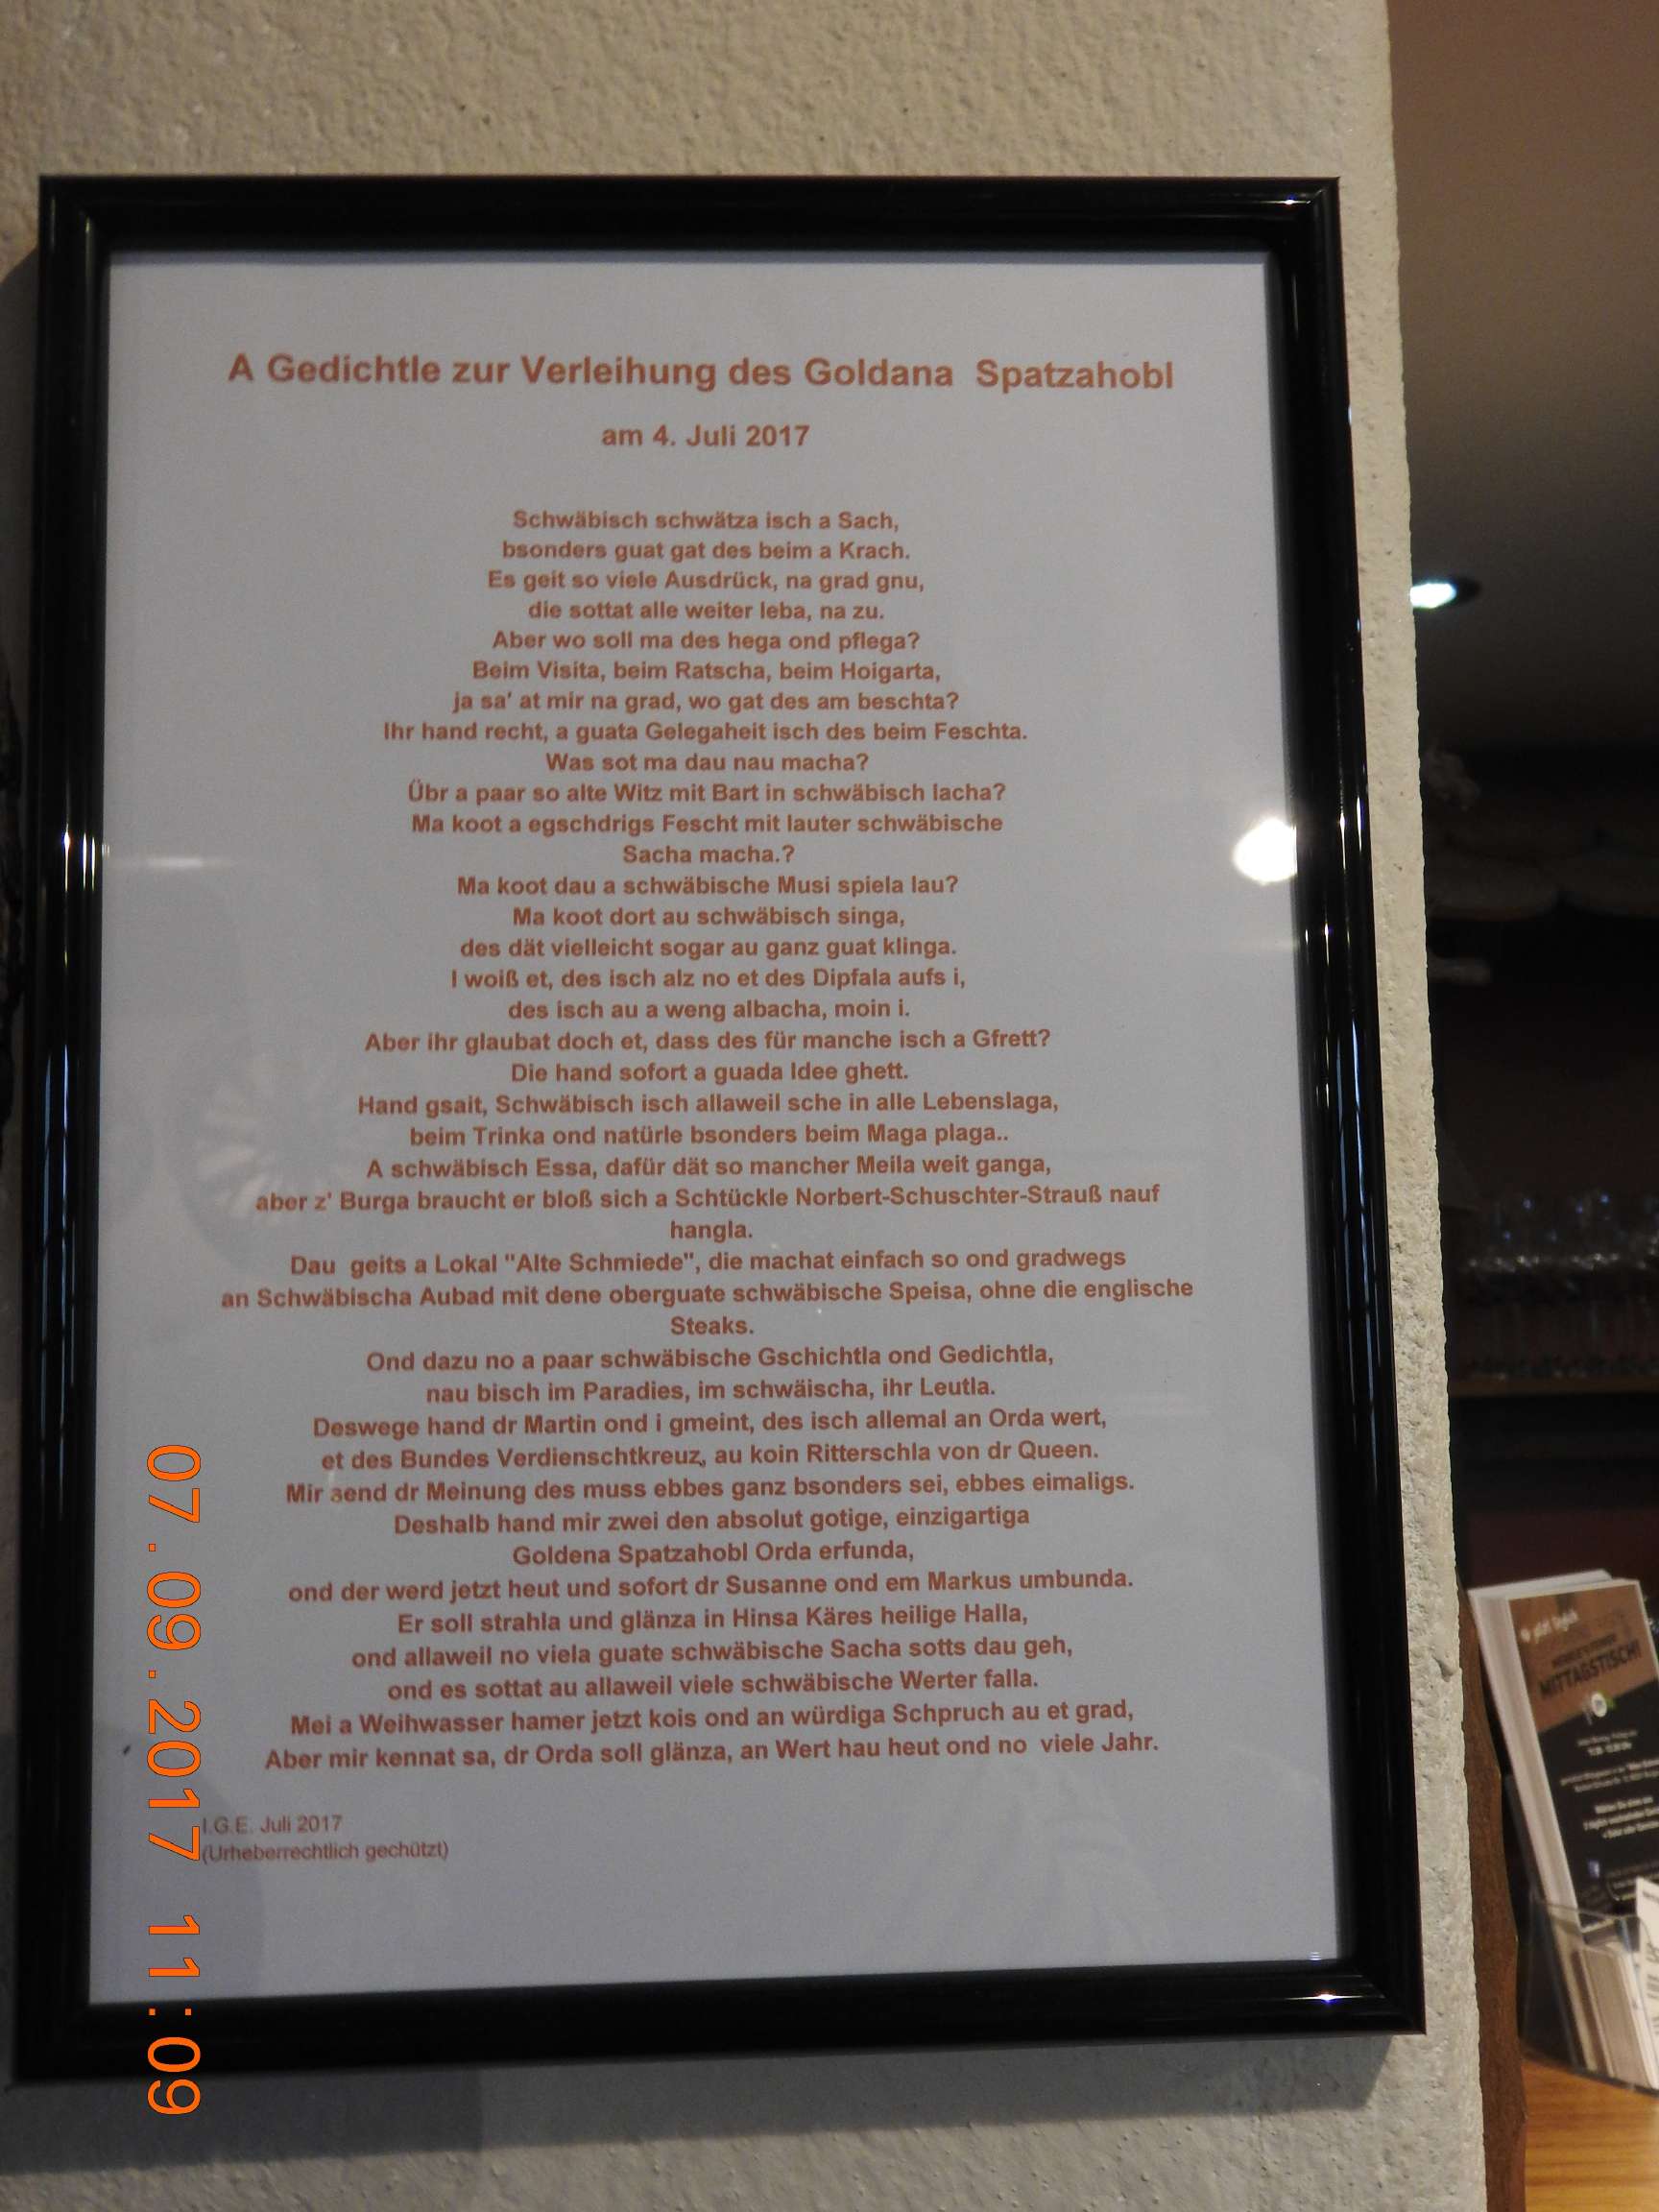 A Gedichtle zur Verleihung des Goldana Spatzahobl
am 4. Juli 2017
Schwäbisch schwätza isch a Sach,
bsonders guat gat des beim a Krach.
Es geit so viele Ausdrück, na grad gnu,
die sottat alle weiter leba, na zu.
Aber wo soll ma des hega ond pflega?
Beim Visita, beim Ratscha, beim Hoigarta,
ja sa' at mir na grad, wo gat des am beschta?
Ihr hand recht, a guata Gelegaheit isch des beim Feschta.
Was sot ma dau nau macha?
Übr a paar so alte Witz mit Bart in schwäbisch lacha?
Ma koot a egschdrigs Fescht mit lauter schwäbische
Sacha macha.?
Ma koot dau a schwäbische Musi spiela lau?
Ma koot dort au schwäbisch singa,
des dät vielleicht sogar au ganz guat klinga.
I woiß et, des isch alz no et des Dipfala aufs i,
des isch au a weng albacha, moin i.
Aber ihr glaubat doch et, dass des für manche isch a Gfrett?
Die hand sofort a guada Idee ghett.
Hand gsait, Schwäbisch isch allaweil sche in alle Lebenslaga,
beim Trinka ond natürle bsonders beim Maga plaga..
A schwäbisch Essa, dafür dät so mancher Meila weit ganga,
aber z' Burga braucht er bloß sich a Schtückle Norbert-Schuschter-Strauß nauf
hangla.
Dau geits a Lokal "Alte Schmiede", die machat einfach so ond gradwegs
an Schwäbischa Aubad mit dene oberguate schwäbische Speisa, ohne die englische
Steaks.
Ond dazu no a paar schwäbische Gschichtla ond Gedichtla,
nau bisch im Paradies, im schwäischa, ihr Leutla.
Deswege hand dr Martin ond i gmeint, des isch allemal an Orda wert,
et des Bundes Verdienschtkreuz, au koin Ritterschla von dr Queen.
Mir send dr Meinung des muss ebbes ganz bsonders sei, ebbes eimaligs.
Deshalb hand mir zwei den absolut gotige, einzigartiga
Goldena Spatzahobl Orda erfunda,
ond der werd jetzt heut und sofort dr Susanne ond em Markus umbunda.
Er soll strahla und glänza in Hinsa Käres heilige Halla,
ond allaweil no viela guate schwäbische Sacha sotts dau geh,
ond es sottat au allaweil viele schwäbische Werter falla.
Mei a Weihwasser hamer jetzt kois ond an würdiga Schpruch au et grad,
Aber mir kennat sa, dr Orda soll glänza, an Wert hau heut ond no viele Jahr.
I.G.E. Juli 2017
(Urheberrechtlich gechützt)
07.09.2017 11:09
MITTAGSTISCH!